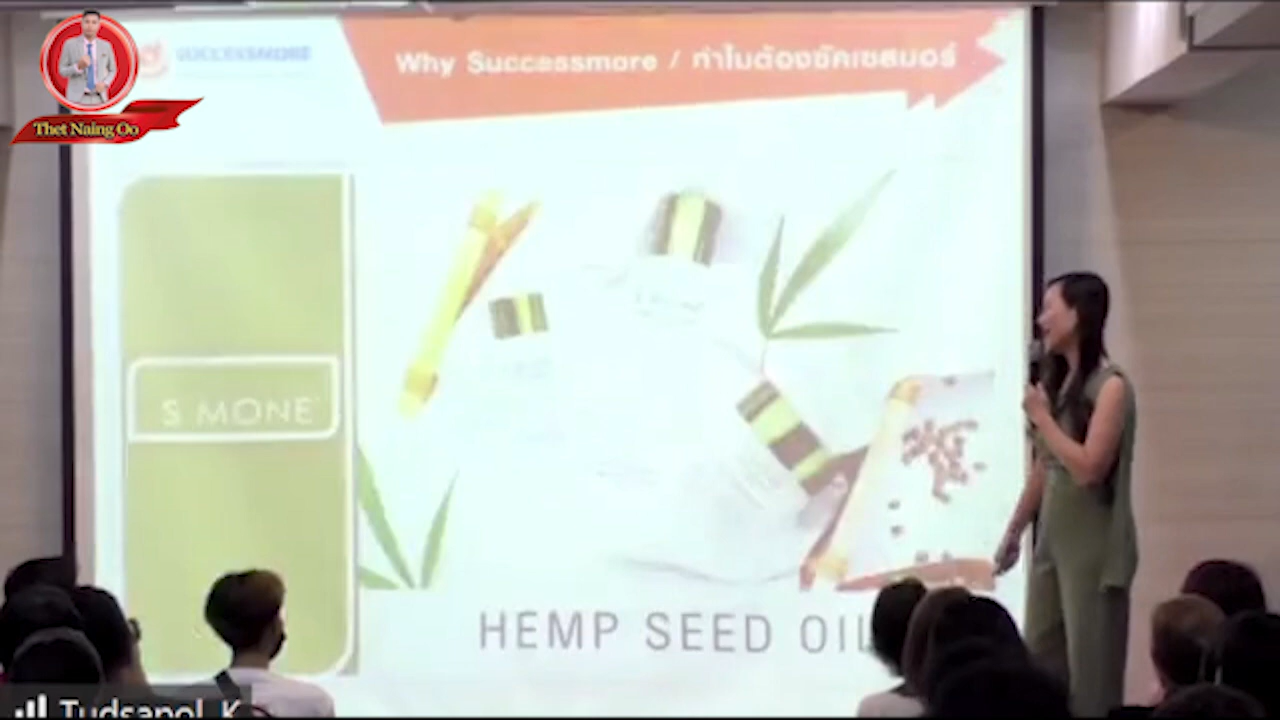 SUCCESSMORE
Why Successmore / ทำไมต้องซัคเซสมอร์
Thet Naing Oo
S MONE
HEMP SEED OIL
Tudsapol_K